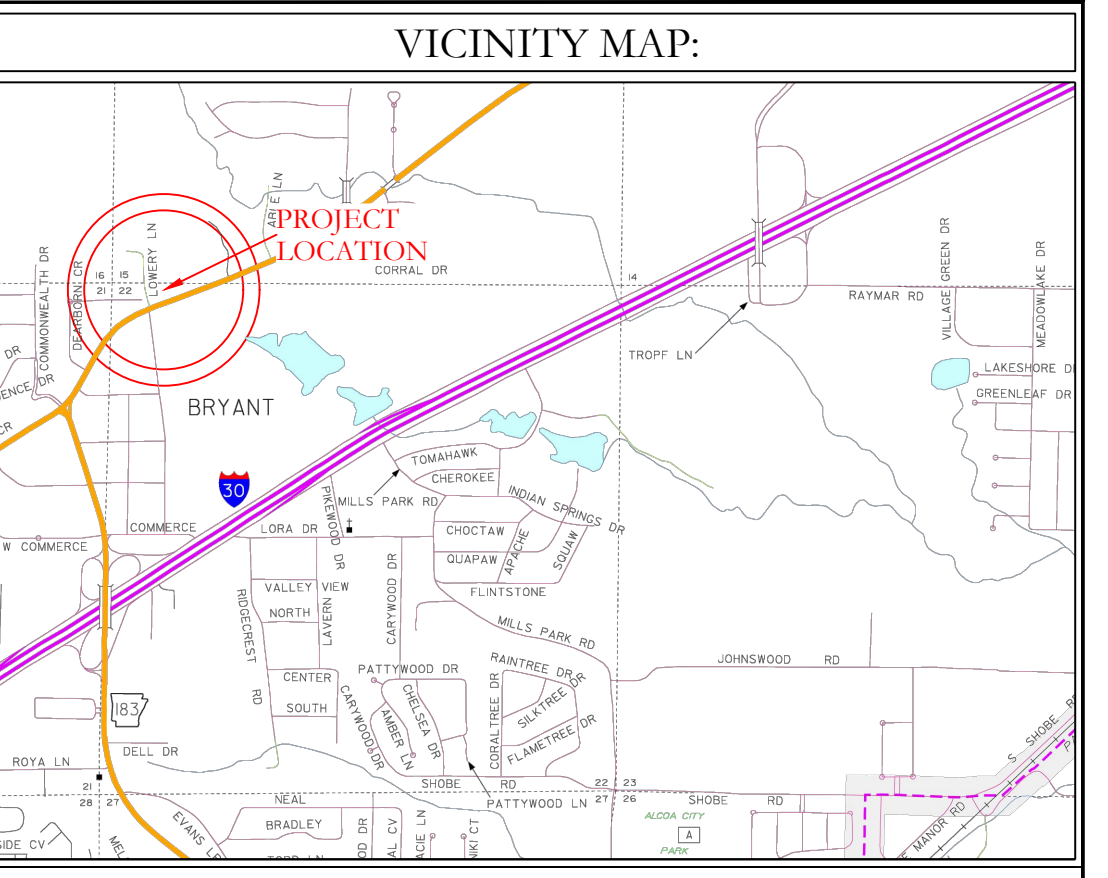 VICINITY MAP:
ARLE LN
PROJECT
LOCATION
CORRAL DR
LOWERY LN
COMMONWEALTH DR
DEARBORN CR
16 15
21 22
14
RAYMAR RD
VILLAGE GREEN DR
MEADOWLAKE DR
TROPF LN
LAKESHORE
GREENLEAF DR
DR
DR
CR
BRYANT
30
TOMAHAWK
CHEROKEE
MILLS PARK RD
INDIAN SPRINGS DR
PIKEWOOD DR
COMMERCE
W COMMERCE
LORA DR
CHOCTAW
APACHE
SQUAW
QUAPAW
FLINTSTONE
VALLEY VIEW
NORTH
LAVERN
CARYWOOD DR
RIDGECREST RD
MILLS PARK RD
JOHNSWOOD RD
PATTYWOOD DR
RAINTREE DR
CENTER
SOUTH
CARYWOOD DR
AMBER LN
CHELSEA DR
CORALTREE DR
SILKTREE DR
FLAMETREE DR
183
DELL DR
ROYA LN
S SHOBE
SHOBE RD
22 23
27 26
21
28 27
NEAL
PATTYWOOD LN
SHOBE RD
ALCOA CITY
A
PARK
MANOR RD
BRADLEY
EVANS
SIDE CV